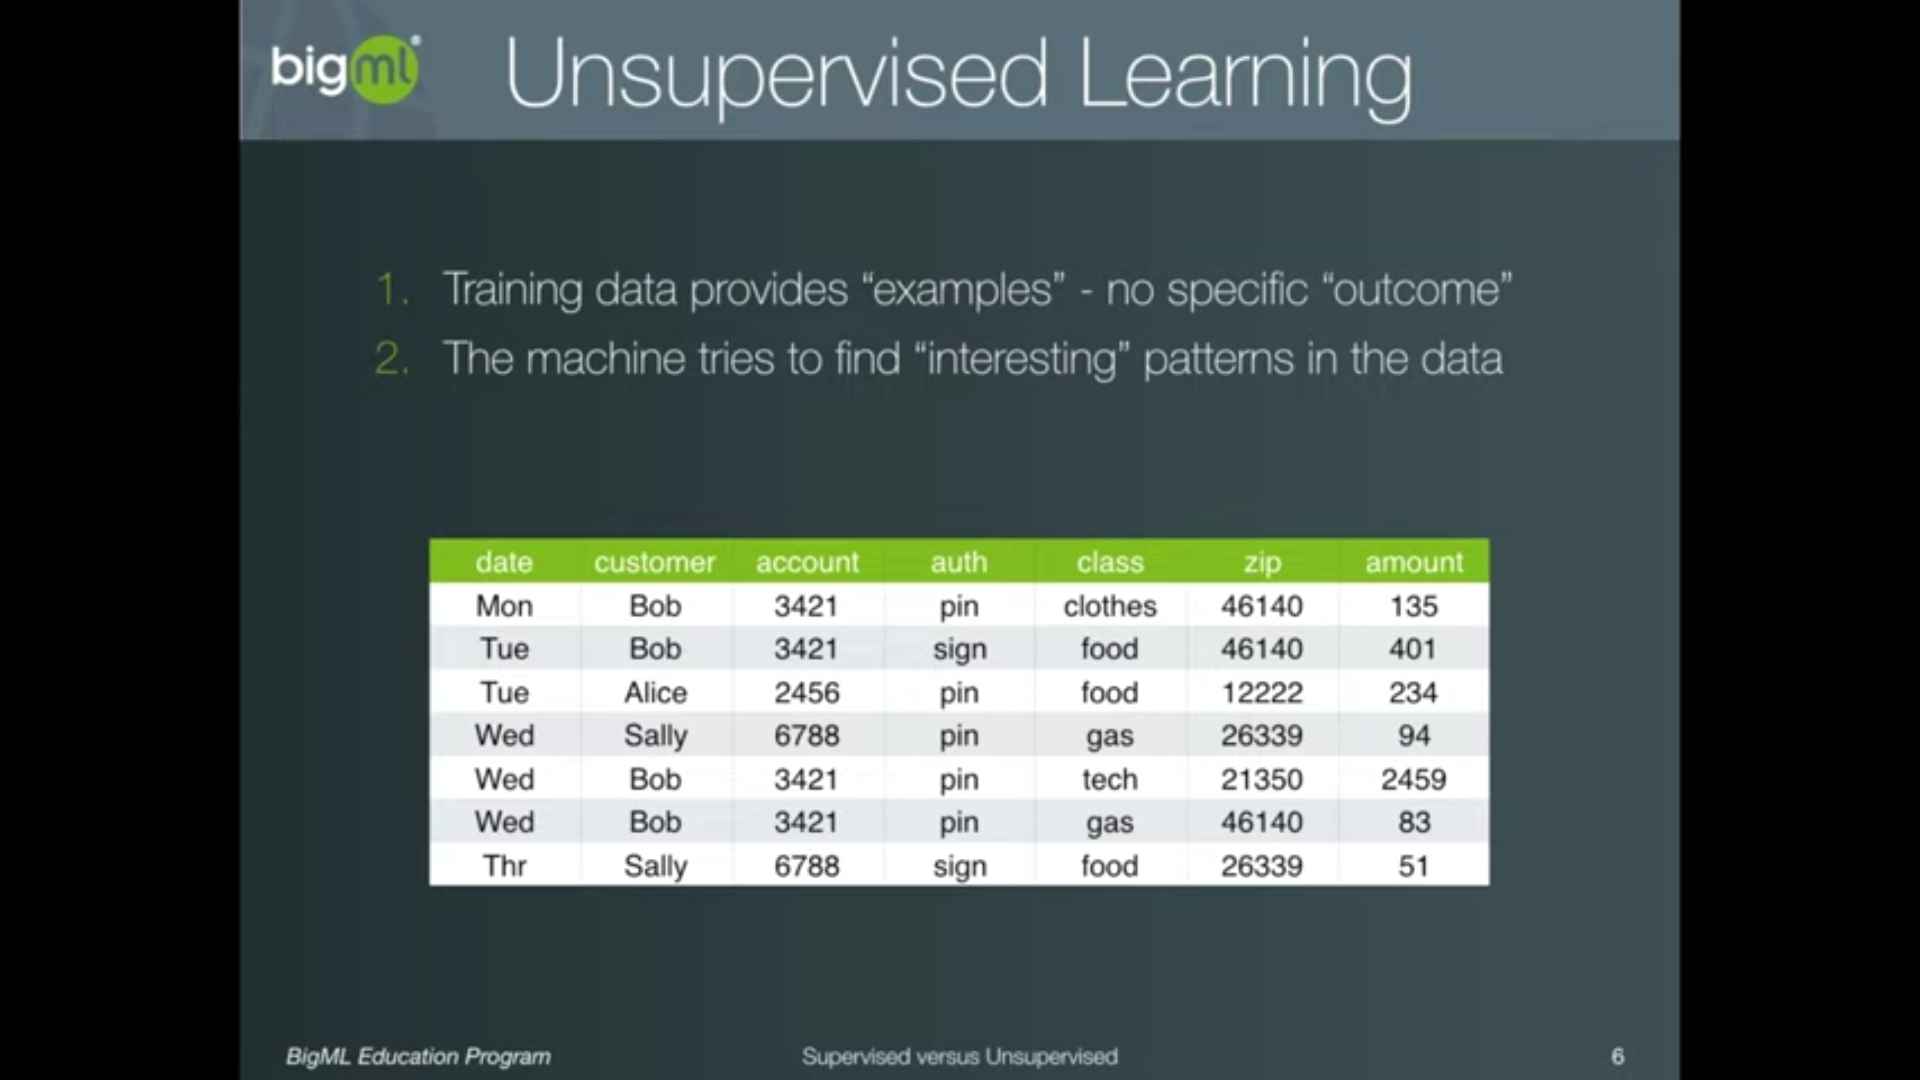 bigml®
Unsupervised Learning
1. Training data provides “examples” - no specific “outcome”
2. The machine tries to find “interesting” patterns in the data
date customer account auth class zip amount
Mon Bob 3421 pin clothes 46140 135
Tue Bob 3421 sign food 46140 401
Tue Alice 2456 pin food 12222 234
Wed Sally 6788 pin gas 26339 94
Wed Bob 3421 pin tech 21350 2459
Wed Bob 3421 pin gas 46140 83
Thr Sally 6788 sign food 26339 51
BigML Education Program Supervised versus Unsupervised 6